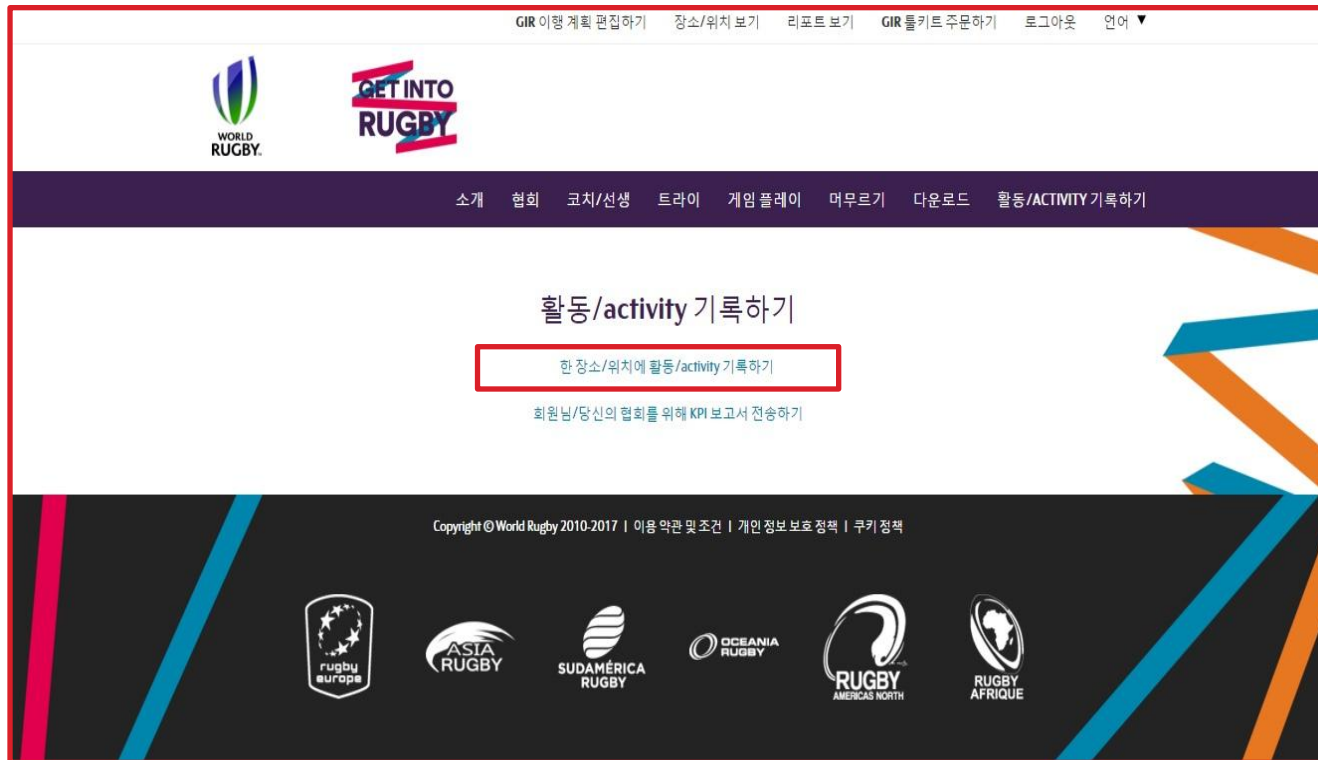 GIR 이행 계획 편집하기 장소/위치 보기 리포트 보기 GIR 툴키트 주문하기 로그아웃 언어 ▼
WORLD
RUGBY.
GET INTO
RUGBY
소개 협회 코치/선생 트라이 게임 플레이 머무르기 다운로드 활동/ACTIVITY 기록하기
활동/activity 기록하기
한 장소/위치에 활동/activity 기록하기
회원님/당신의 협회를 위해 KPI 보고서 전송하기
Copyright © World Rugby 2010-2017 | 이용 약관 및 조건 | 개인 정보 보호 정책 | 쿠키 정책
rugby
europe
ASIA
RUGBY
SUDAMÉRICA
RUGBY
OCEANIA
RUGBY
RUGBY
AMERICAS NORTH
RUGBY
AFRIQUE